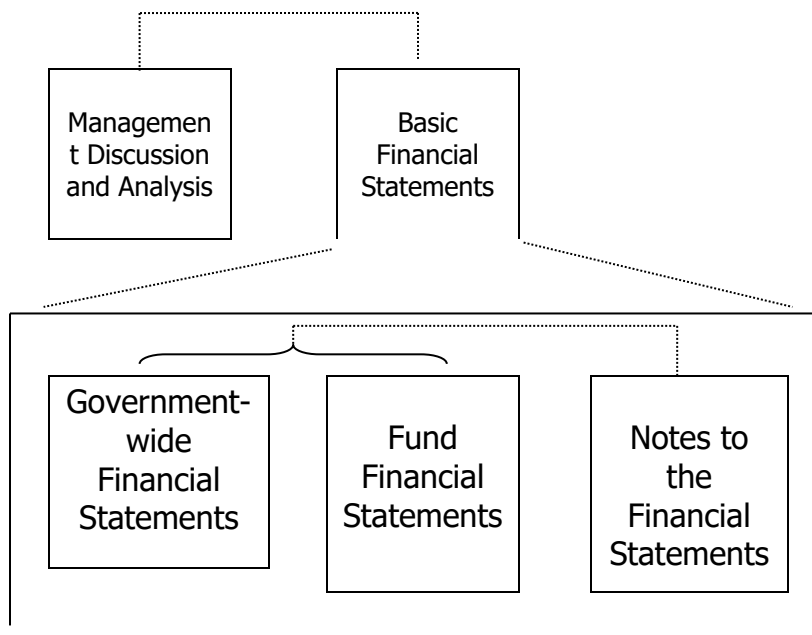 Managemen
t Discussion
and Analysis
Basic
Financial
Statements
Government-
wide
Financial
Statements
Fund
Financial
Statements
Notes to
the
Financial
Statements